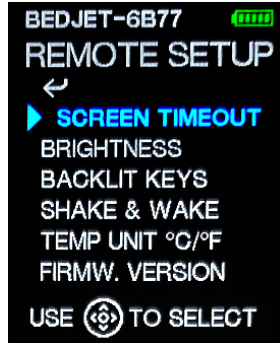 BEDJET-6B77
REMOTE SETUP
SCREEN TIMEOUT
BRIGHTNESS
BACKLIT KEYS
SHAKE & WAKE
TEMP UNIT °C/°F
FIRMW. VERSION
USE TO SELECT